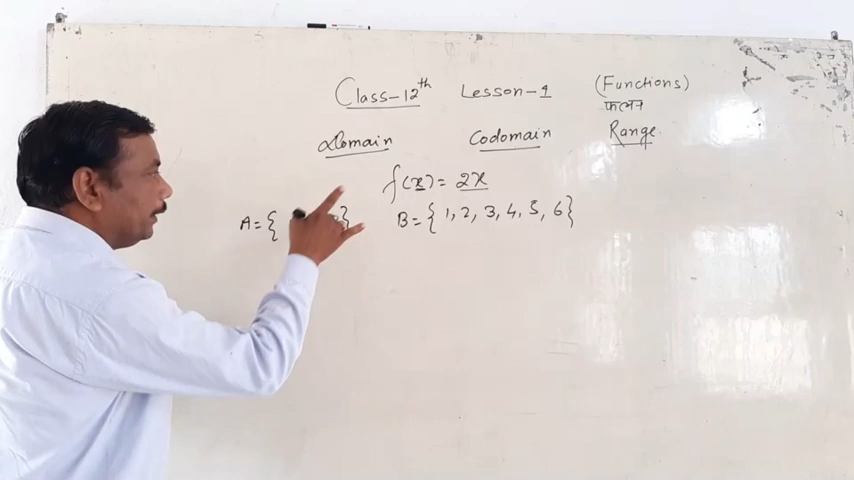 Class-12th Lesson-1 (Functions)
फलन
Domain Codomain Range
f(x) = 2x
A={ } B={1, 2, 3, 4, 5, 6}